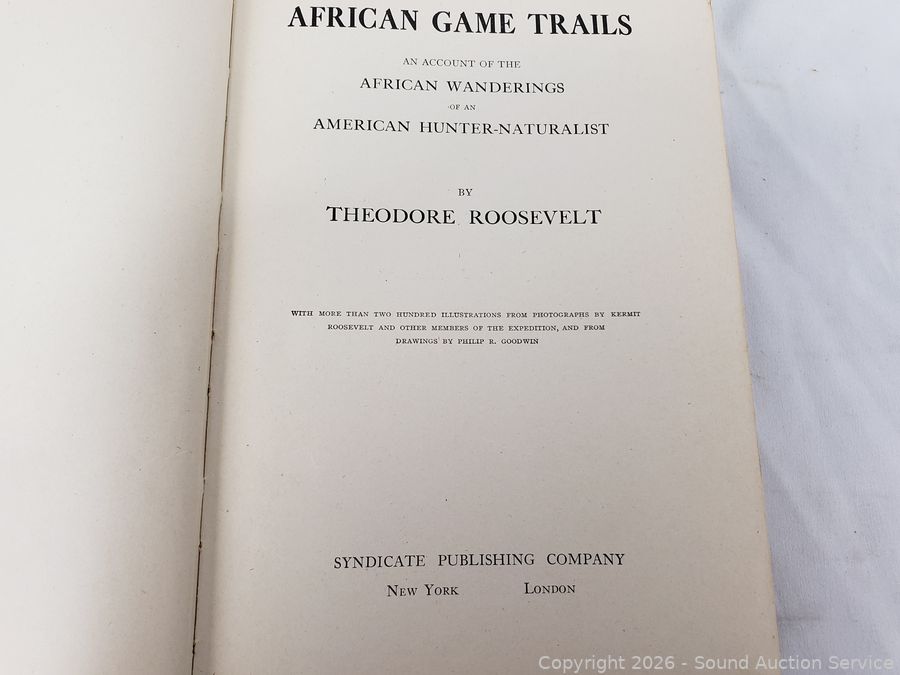 AFRICAN GAME TRAILS
AN ACCOUNT OF THE
AFRICAN WANDERINGS
OF AN
AMERICAN HUNTER-NATURALIST
BY
THEODORE ROOSEVELT
WITH MORE THAN TWO HUNDRED ILLUSTRATIONS FROM PHOTOGRAPHS BY KERMIT
ROOSEVELT AND OTHER MEMBERS OF THE EXPEDITION, AND FROM
DRAWINGS BY PHILIP R. GOODWIN
SYNDICATE PUBLISHING COMPANY
NEW YORK LONDON
Copyright 2026 - Sound Auction Service